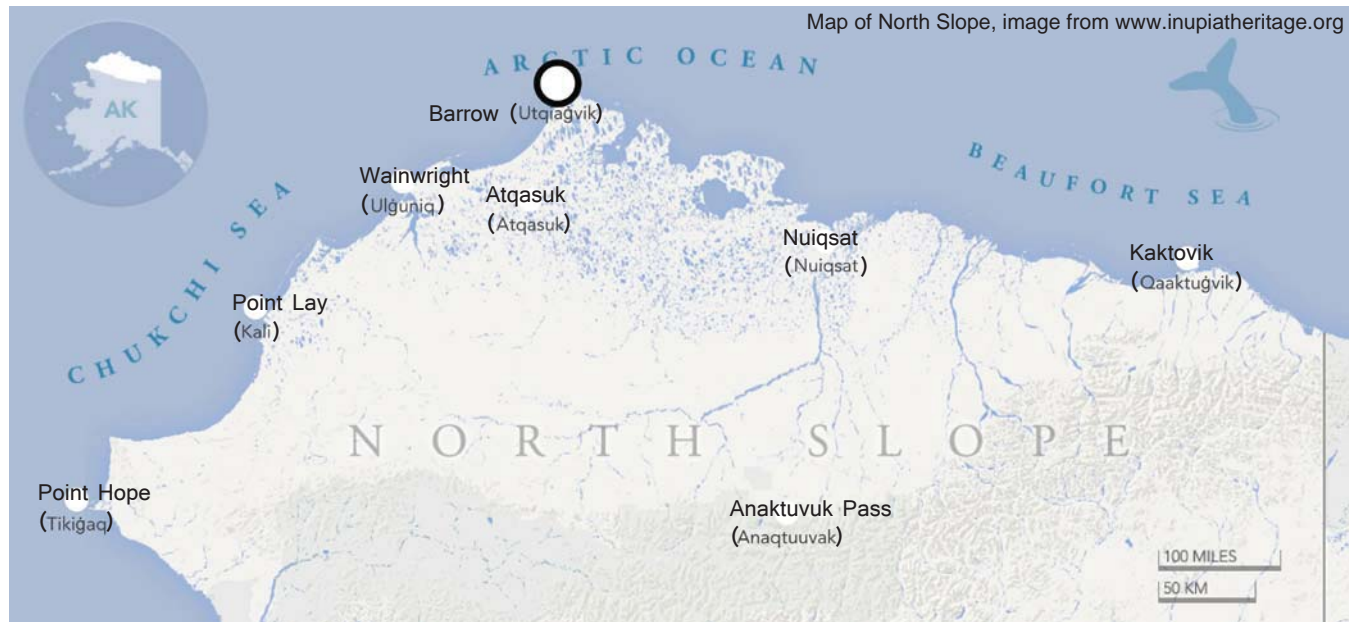 Map of North Slope, image from www.inupiatheritage.org
AK
ARCTIC OCEAN
Barrow (Utqiaġvik)
BEAUFORT SEA
Wainwright
(Ulġuniq)
Atqasuk
(Atqasuk)
CHUKCHI SEA
Nuiqsat
(Nuiqsat)
Kaktovik
(Qaaktuġvik)
Point Lay
(Kali)
NORTH SLOPE
Point Hope
(Tikiġaq)
Anaktuvuk Pass
(Anaqtuuvak)
100 MILES
50 KM